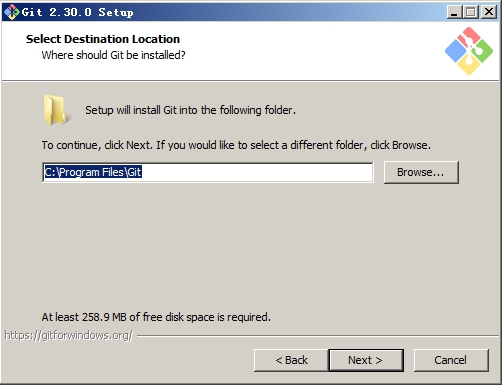 Git 2.30.0 Setup
Select Destination Location
Where should Git be installed?
Setup will install Git into the following folder.
To continue, click Next. If you would like to select a different folder, click Browse.
C:\Program Files\Git
Browse...
At least 258.9 MB of free disk space is required.
https://gitforwindows.org/
< Back
Next >
Cancel